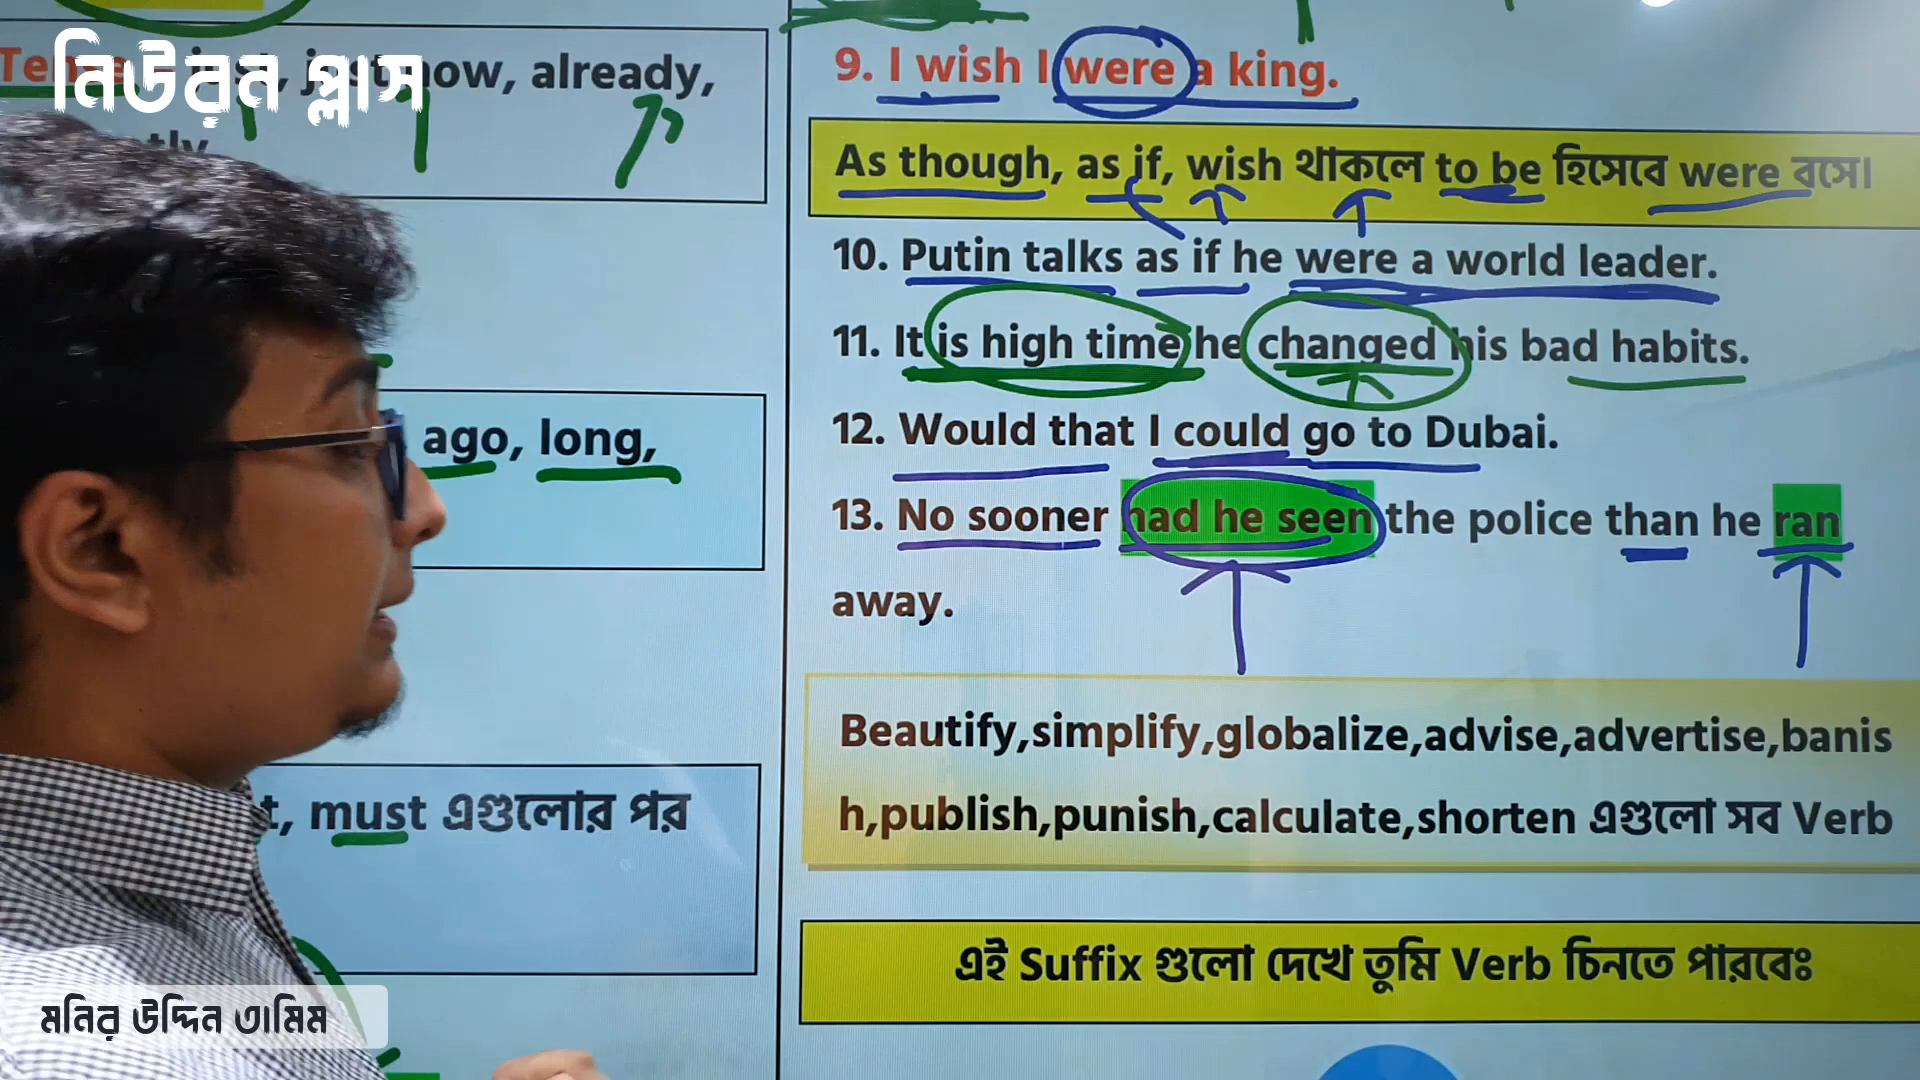 নিউরন প্লাস
just now, already,
ago, long,
must এগুলোর পর
9. I wish I were a king.
As though, as if, wish থাকলে to be হিসেবে were বসে।
10. Putin talks as if he were a world leader.
11. It is high time he changed his bad habits.
12. Would that I could go to Dubai.
13. No sooner had he seen the police than he ran
away.
Beautify,simplify,globalize,advise,advertise,banis
h,publish,punish,calculate,shorten এগুলো সব Verb
এই Suffix গুলো দেখে তুমি Verb চিনতে পারবেঃ
মনির উদ্দিন তামিম